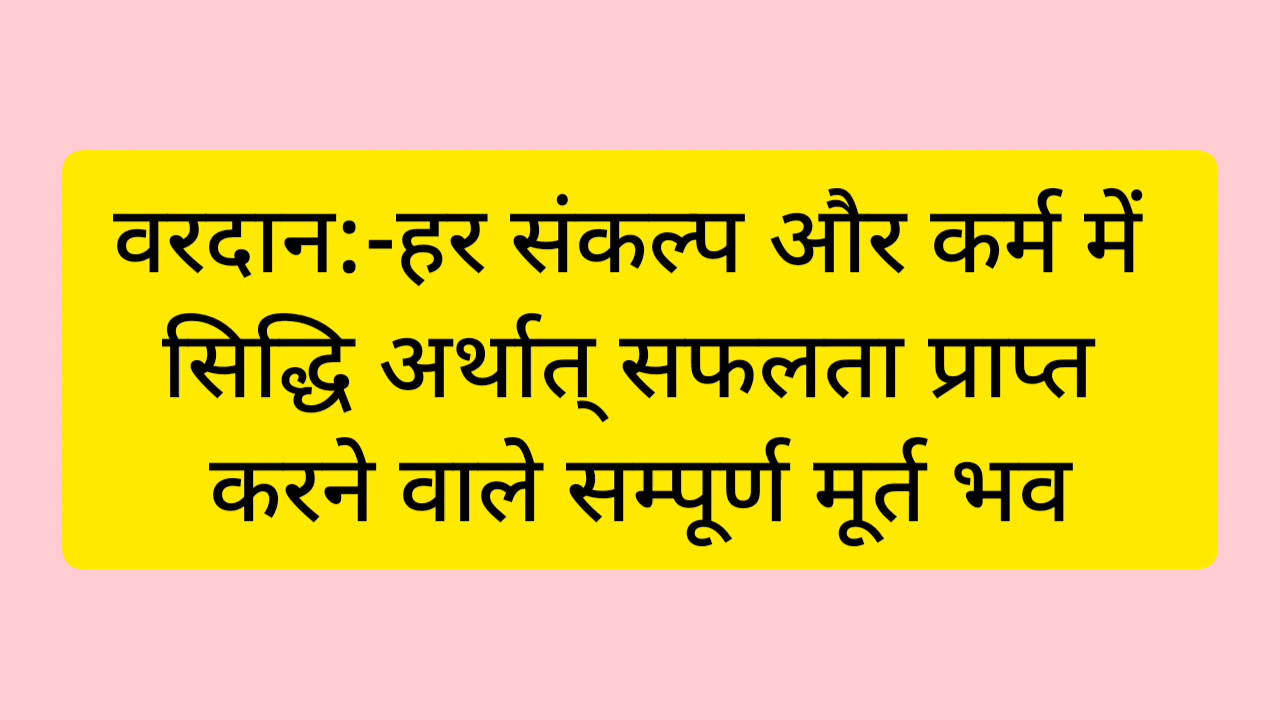 वरदान:-हर संकल्प और कर्म में
सिद्धि अर्थात् सफलता प्राप्त
करने वाले सम्पूर्ण मूर्त भव